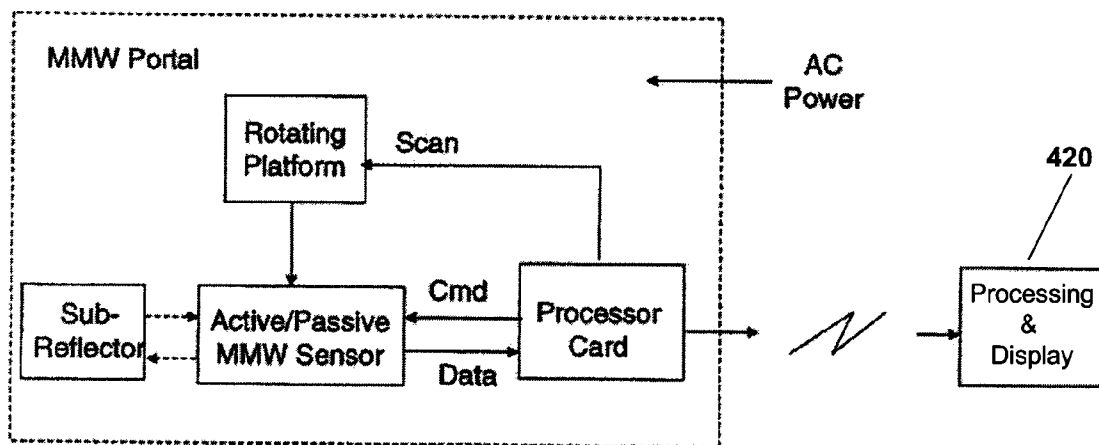 MMW Portal
AC
Power
Rotating
Platform
Scan
420
Sub-
Reflector
Active/Passive
MMW Sensor
Cmd
Data
Processor
Card
Processing
&
Display